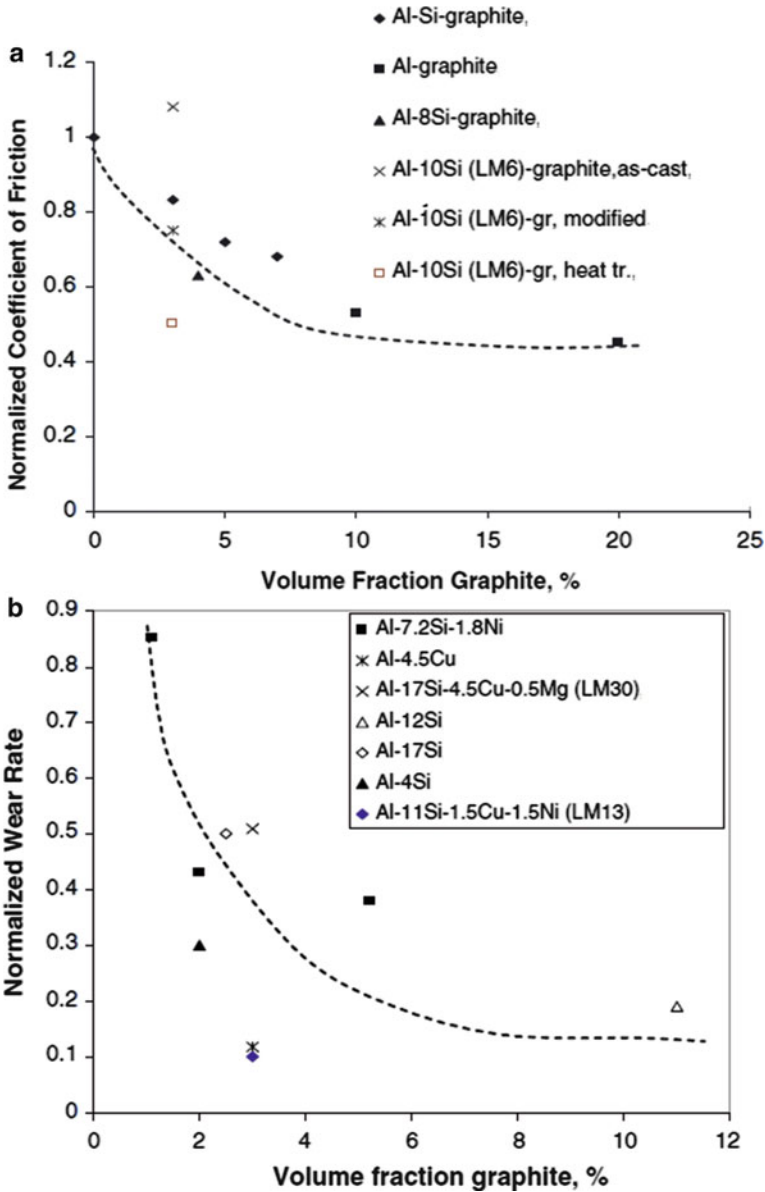 a
Al-Si-graphite,
Al-graphite
Al-8Si-graphite,
Al-10Si (LM6)-graphite,as-cast,
Al-10Si (LM6)-gr, modified
Al-10Si (LM6)-gr, heat tr.,
Normalized Coefficient of Friction
1.2
1
0.8
0.6
0.4
0.2
0
0 5 10 15 20 25
Volume Fraction Graphite, %
b
Al-7.2Si-1.8Ni
Al-4.5Cu
Al-17Si-4.5Cu-0.5Mg (LM30)
Al-12Si
Al-17Si
Al-4Si
Al-11Si-1.5Cu-1.5Ni (LM13)
Normalized Wear Rate
0.9
0.8
0.7
0.6
0.5
0.4
0.3
0.2
0.1
0
0 2 4 6 8 10 12
Volume fraction graphite, %